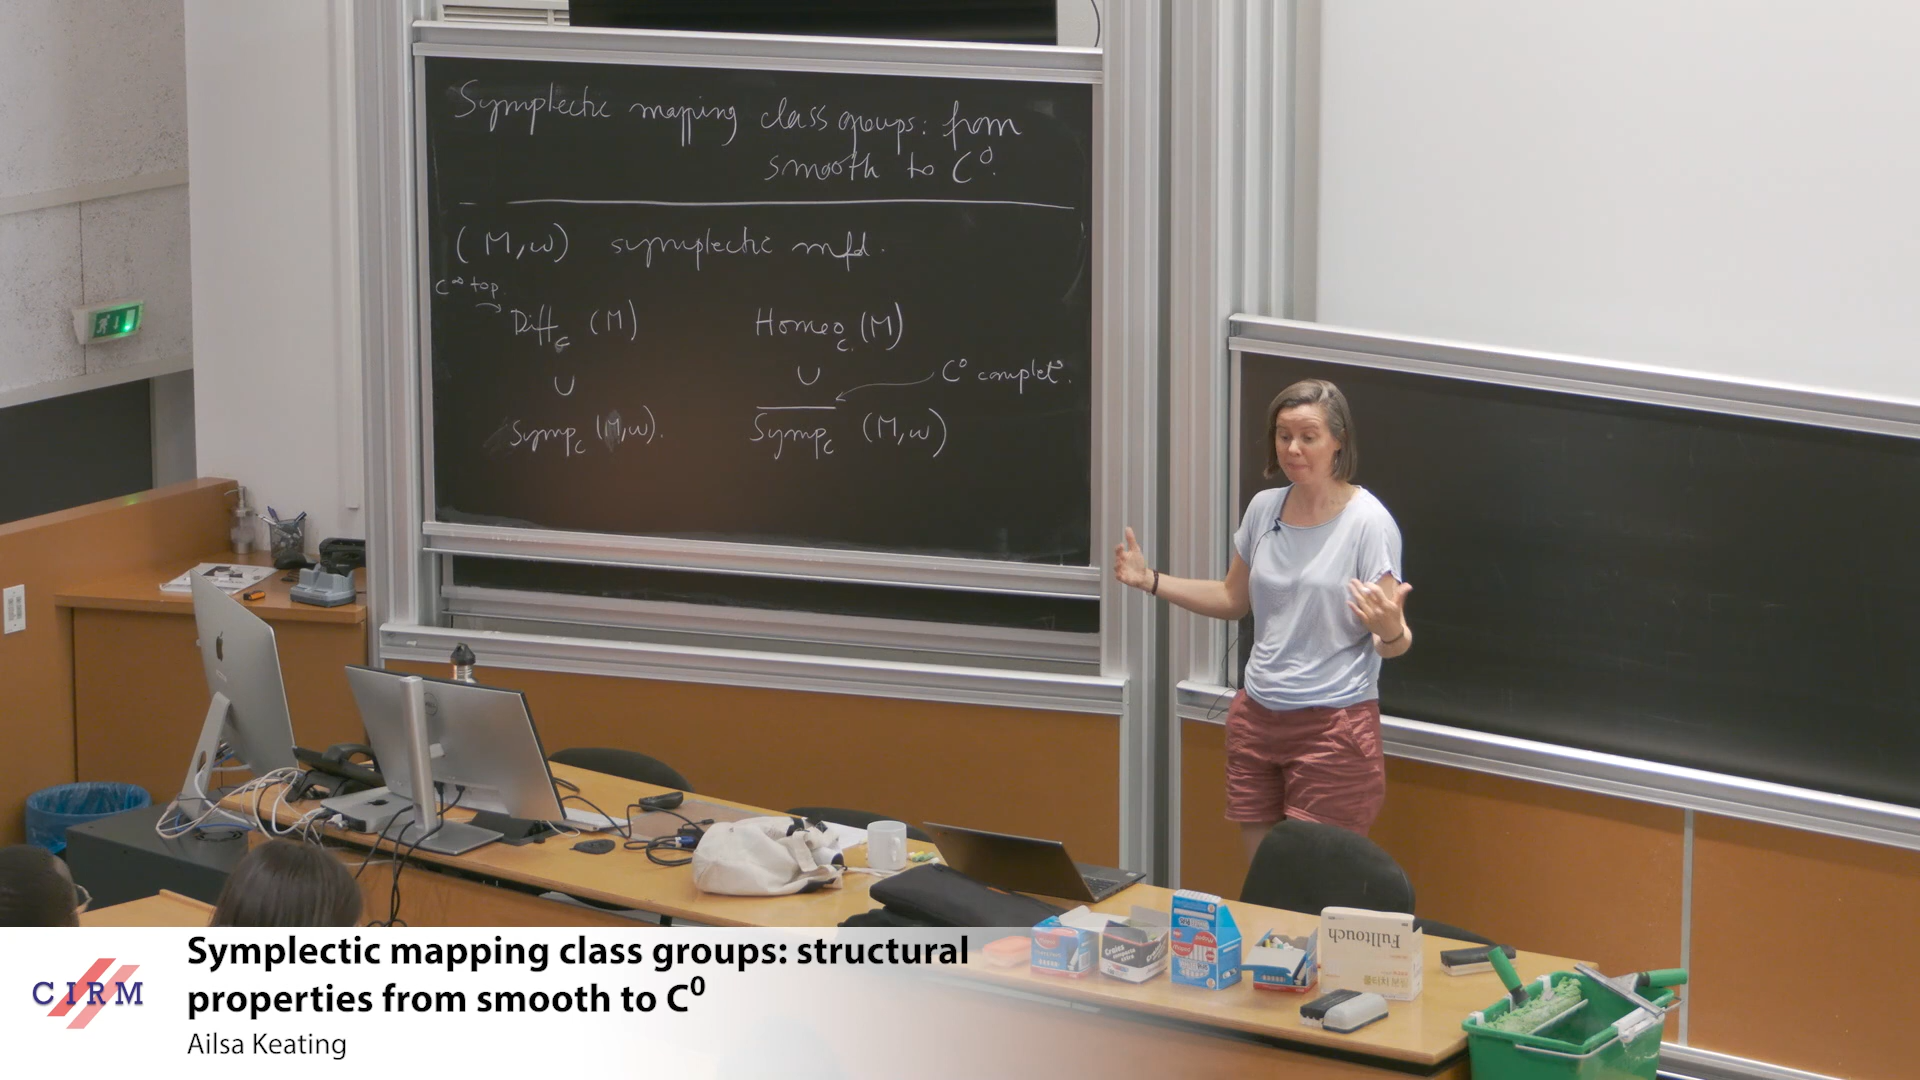 Symplectic mapping class groups: from
smooth to C⁰.
(M,ω) symplectic mfd.
C^∞ top.
Diff_c (M) Homeo_c (M)
∪ ∪ C⁰ complet°.
Symp_c (M,ω). \overline{Symp_c} (M,ω)
Fulltouch
CIRM
Symplectic mapping class groups: structural
properties from smooth to C⁰
Ailsa Keating